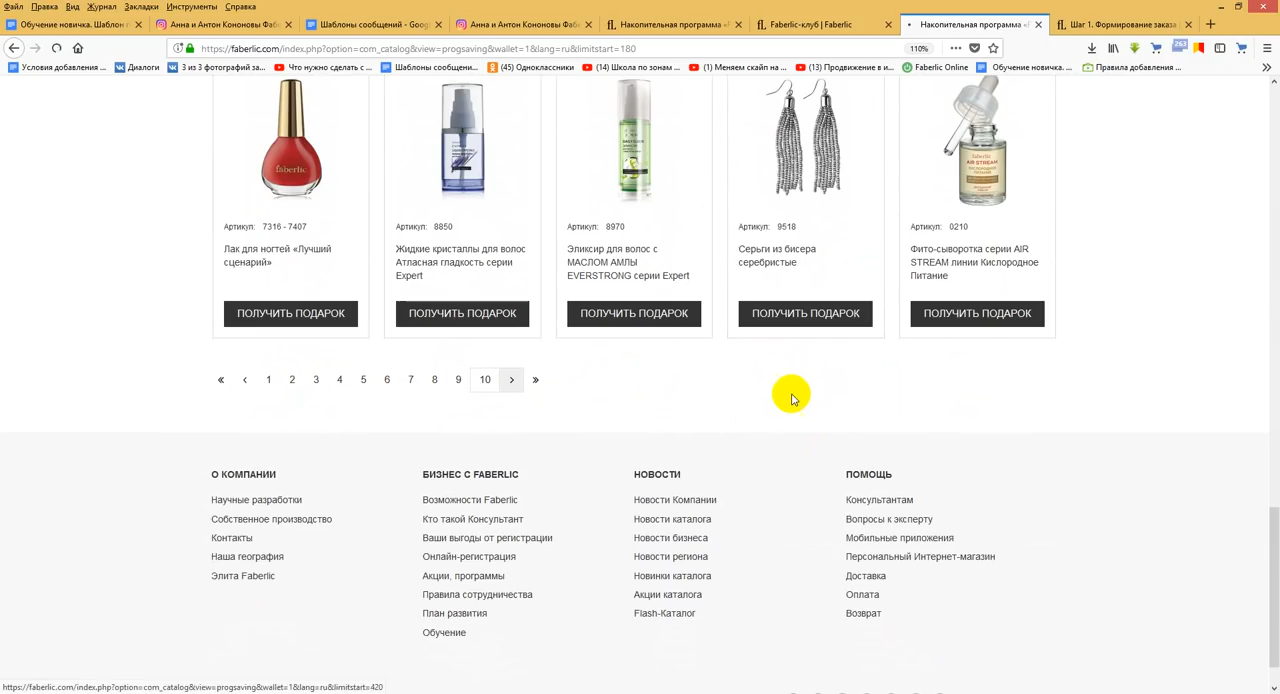 Файл Правка Вид Журнал Закладки Инструменты Справка
Обучение новичка. Шаблон п
Анна и Антон Кононовы Фабе
Шаблоны сообщений - Goog
Анна и Антон Кононовы Фабе
Накопительная программа «F
Faberlic-клуб | Faberlic
Накопительная программа «F
Шаг 1. Формирование заказа
https://faberlic.com/index.php?option=com_catalog&view=progsaving&wallet=1&lang=ru&limitstart=180
110%
263
Условия добавления ...
Диалоги
3 из 3 фотографий за...
Что нужно сделать с ...
Шаблоны сообщени...
(45) Одноклассники
(14) Школа по зонам ...
(1) Меняем скайп на ...
(13) Продвижение в и...
Faberlic Online
Обучение новичка. ...
Правила добавления ...
faberlic
faberlic
AIR STREAM
КИСЛОРОДНОЕ
ПИТАНИЕ
Артикул: 7316 - 7407
Артикул: 8850
Артикул: 8970
Артикул: 9518
Артикул: 0210
Лак для ногтей «Лучший
сценарий»
Жидкие кристаллы для волос
Атласная гладкость серии
Expert
Эликсир для волос с
МАСЛОМ АМЛЫ
EVERSTRONG серии Expert
Серьги из бисера
серебристые
Фито-сыворотка серии AIR
STREAM линии Кислородное
Питание
ПОЛУЧИТЬ ПОДАРОК
ПОЛУЧИТЬ ПОДАРОК
ПОЛУЧИТЬ ПОДАРОК
ПОЛУЧИТЬ ПОДАРОК
ПОЛУЧИТЬ ПОДАРОК
« ‹ 1 2 3 4 5 6 7 8 9 10 › »
О КОМПАНИИ
Научные разработки
Собственное производство
Контакты
Наша география
Элита Faberlic
БИЗНЕС С FABERLIC
Возможности Faberlic
Кто такой Консультант
Ваши выгоды от регистрации
Онлайн-регистрация
Акции, программы
Правила сотрудничества
План развития
Обучение
НОВОСТИ
Новости Компании
Новости каталога
Новости бизнеса
Новости региона
Новинки каталога
Акции каталога
Flash-Каталог
ПОМОЩЬ
Консультантам
Вопросы к эксперту
Мобильные приложения
Персональный Интернет-магазин
Доставка
Оплата
Возврат
https://faberlic.com/index.php?option=com_catalog&view=progsaving&wallet=1&lang=ru&limitstart=420